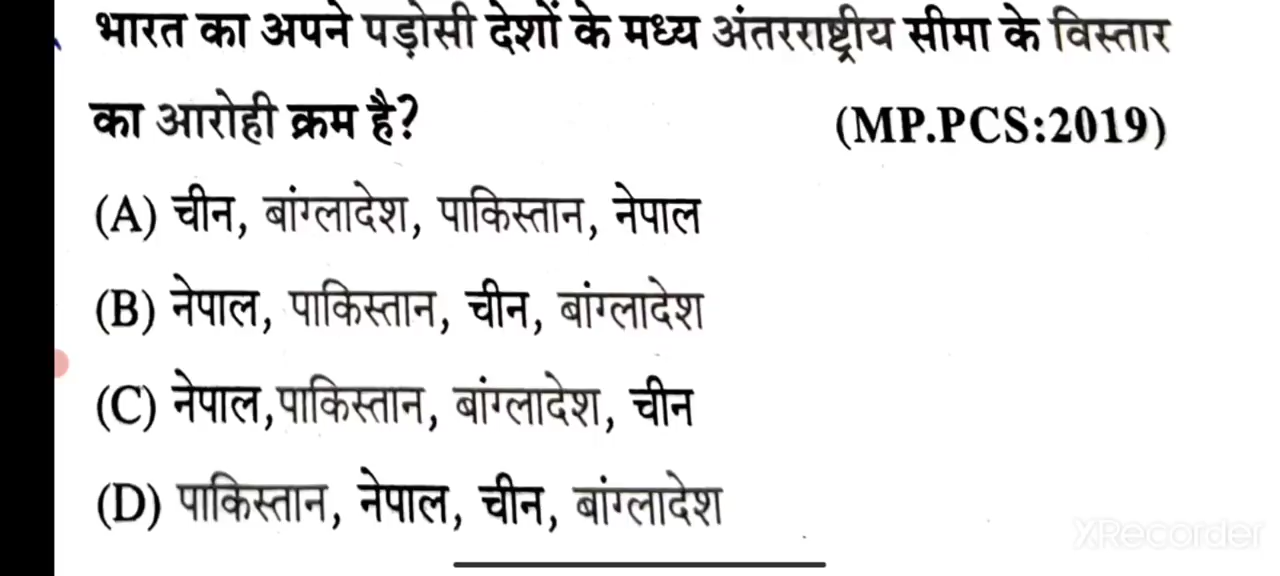 भारत का अपने पड़ोसी देशों के मध्य अंतरराष्ट्रीय सीमा के विस्तार
का आरोही क्रम है? (MP.PCS:2019)
(A) चीन, बांग्लादेश, पाकिस्तान, नेपाल
(B) नेपाल, पाकिस्तान, चीन, बांग्लादेश
(C) नेपाल,पाकिस्तान, बांग्लादेश, चीन
(D) पाकिस्तान, नेपाल, चीन, बांग्लादेश
XRecorder